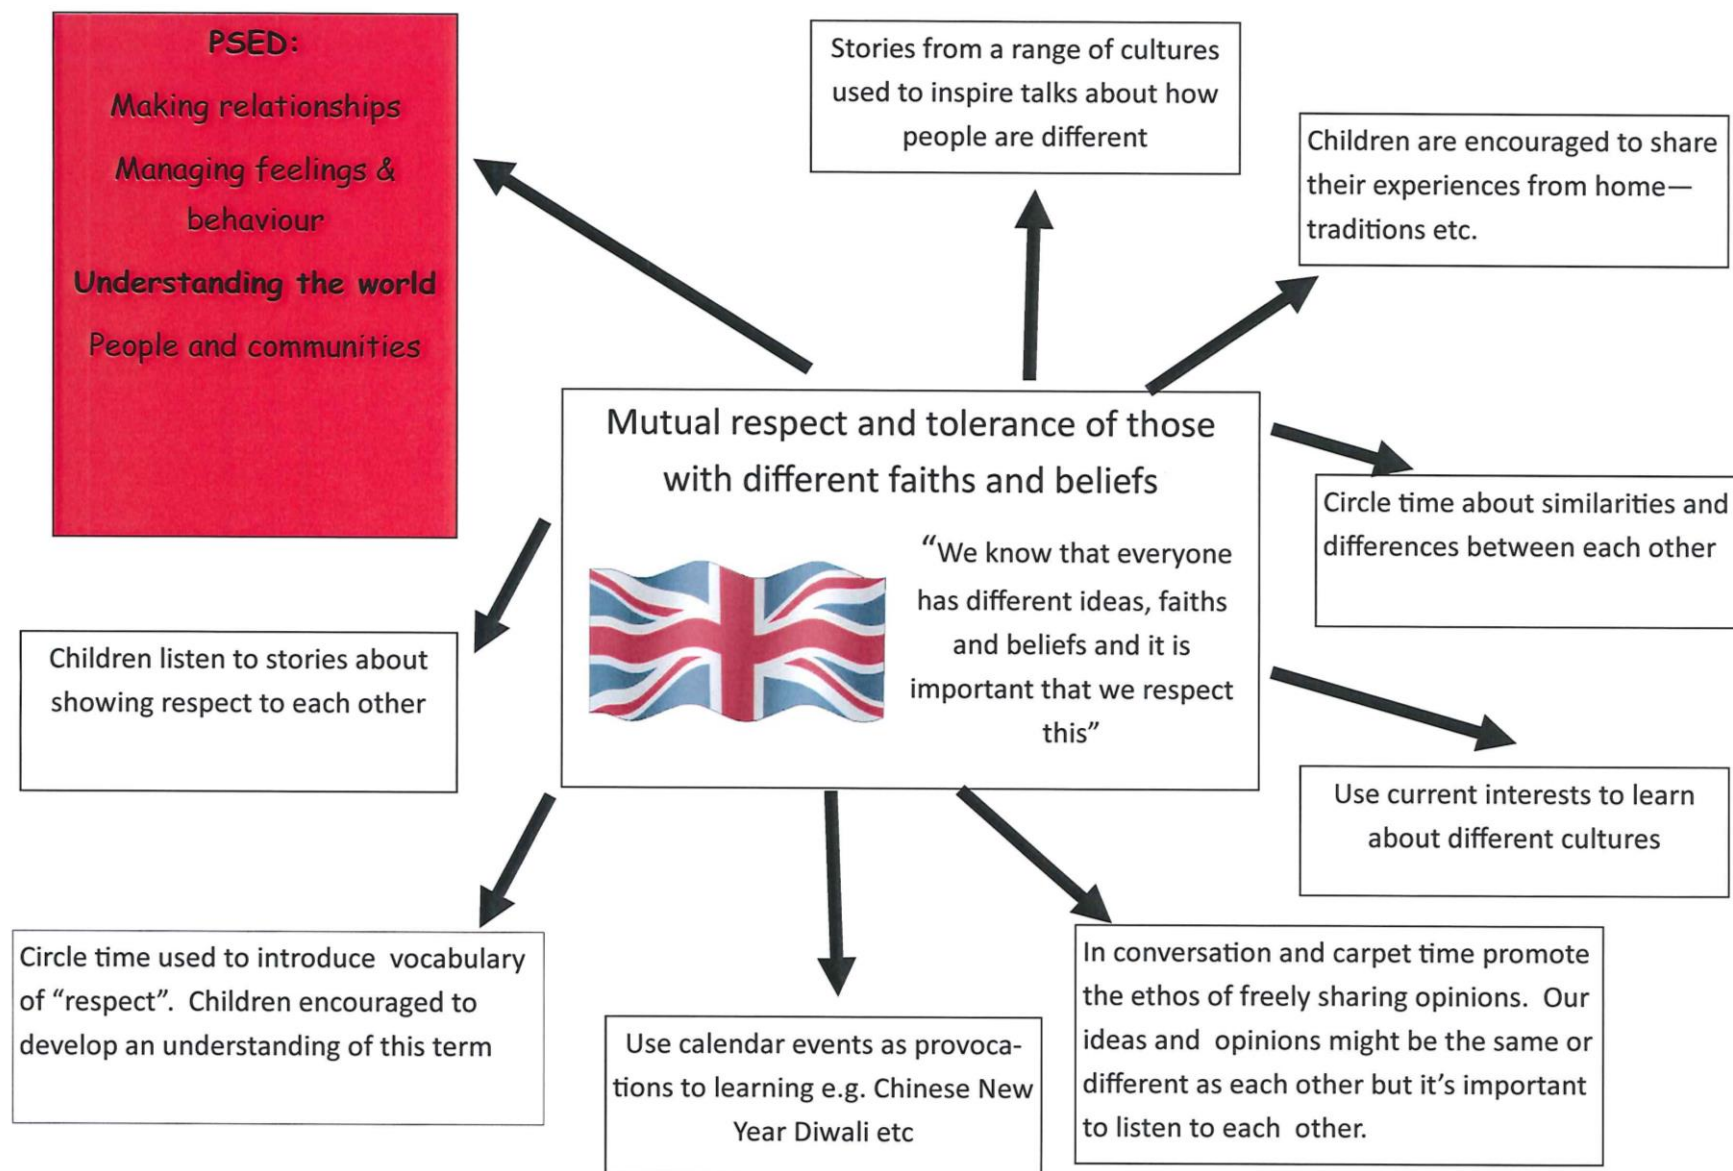 PSED:
Making relationships
Managing feelings &
behaviour
Understanding the world
People and communities
Stories from a range of cultures
used to inspire talks about how
people are different
Children are encouraged to share
their experiences from home—
traditions etc.
Mutual respect and tolerance of those
with different faiths and beliefs
“We know that everyone
has different ideas, faiths
and beliefs and it is
important that we respect
this”
Circle time about similarities and
differences between each other
Children listen to stories about
showing respect to each other
Use current interests to learn
about different cultures
Circle time used to introduce vocabulary
of “respect”. Children encouraged to
develop an understanding of this term
Use calendar events as provoca-
tions to learning e.g. Chinese New
Year Diwali etc
In conversation and carpet time promote
the ethos of freely sharing opinions. Our
ideas and opinions might be the same or
different as each other but it’s important
to listen to each other.